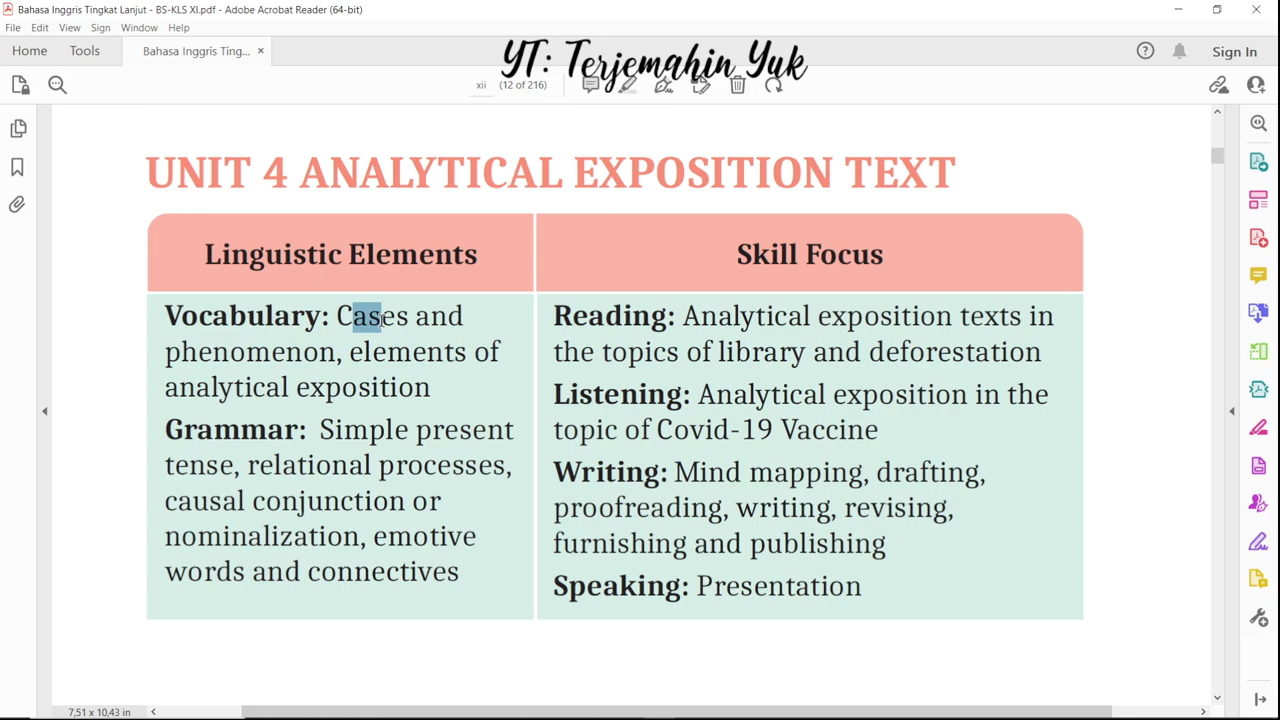 Bahasa Inggris Tingkat Lanjut - BS-KLS XI.pdf - Adobe Acrobat Reader (64-bit)
File Edit View Sign Window Help
Home Tools Bahasa Inggris Ting... × Sign In
YT: Terjemahin Yuk
xii (12 of 216)
UNIT 4 ANALYTICAL EXPOSITION TEXT
Linguistic Elements
Vocabulary: Cases and
phenomenon, elements of
analytical exposition
Grammar: Simple present
tense, relational processes,
causal conjunction or
nominalization, emotive
words and connectives
Skill Focus
Reading: Analytical exposition texts in
the topics of library and deforestation
Listening: Analytical exposition in the
topic of Covid-19 Vaccine
Writing: Mind mapping, drafting,
proofreading, writing, revising,
furnishing and publishing
Speaking: Presentation
7,51 x 10,43 in